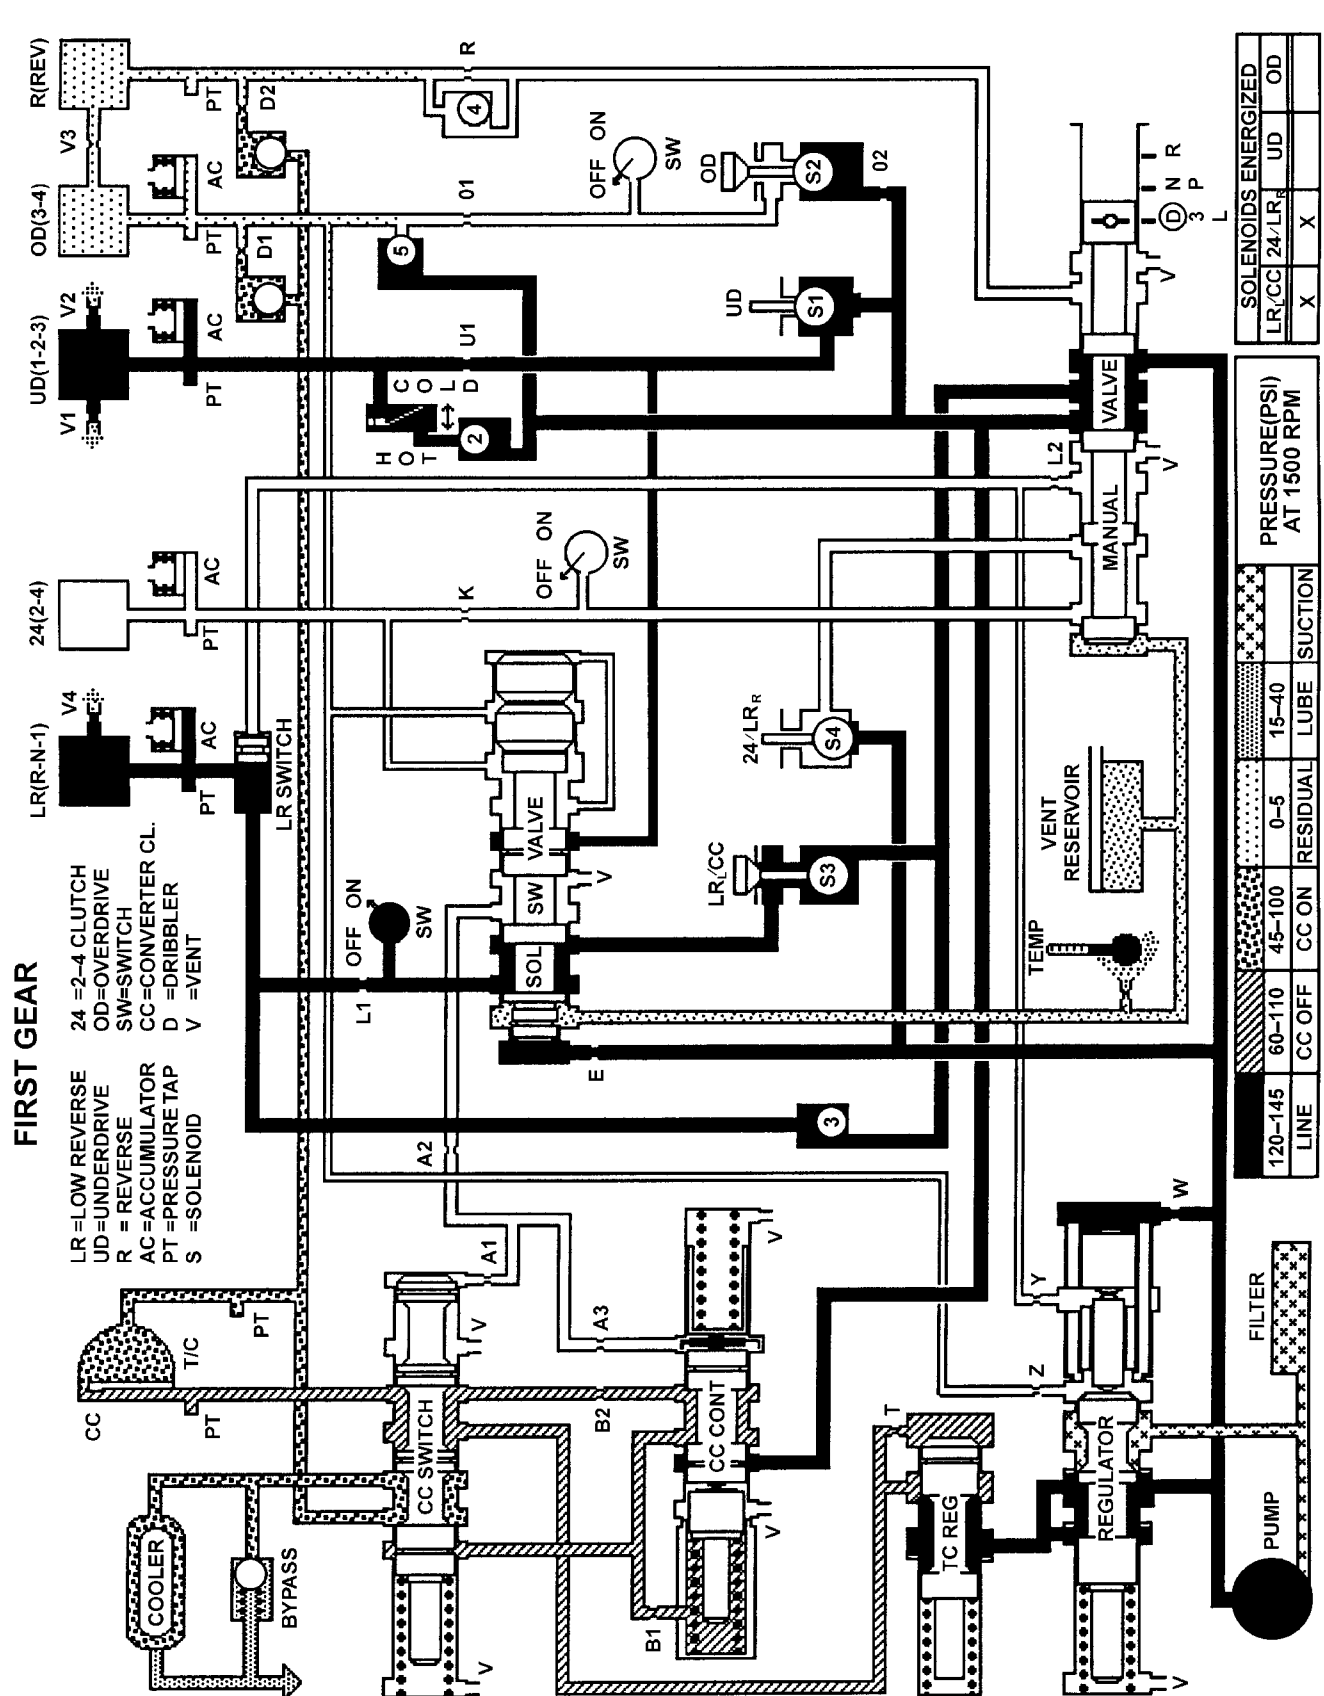 FIRST GEAR
LR =LOW REVERSE
UD =UNDERDRIVE
R = REVERSE
AC =ACCUMULATOR
PT =PRESSURE TAP
S =SOLENOID
24 =2–4 CLUTCH
OD=OVERDRIVE
SW=SWITCH
CC =CONVERTER CL.
D =DRIBBLER
V =VENT
LR(R-N-1)
V4
AC
PT
LR SWITCH
24(2-4)
AC
PT
UD(1-2-3)
V1
V2
AC
PT
OD(3-4)
V3
AC
PT
D1
R(REV)
PT
D2
CC
T/C
PT
PT
COOLER
BYPASS
CC SWITCH
V
V
A1
A2
A3
B1
B2
CC CONT
V
V
L1
OFF ON
SW
SOL
SW
VALVE
V
E
K
OFF ON
SW
HOT
COLD
2
U1
5
01
R
4
OFF ON
SW
UD
S1
OD
S2
02
LRL/CC
S3
24/LRR
S4
3
L2
TEMP
VENT
RESERVOIR
MANUAL
VALVE
V
V
D N R
3 P
L
T
TC REG
REGULATOR
V
Z
Y
W
PUMP
FILTER
120–145
60–110
45–100
0–5
15–40
LINE
CC OFF
CC ON
RESIDUAL
LUBE
SUCTION
PRESSURE(PSI)
AT 1500 RPM
SOLENOIDS ENERGIZED
LRL/CC 24/LRR UD OD
X X